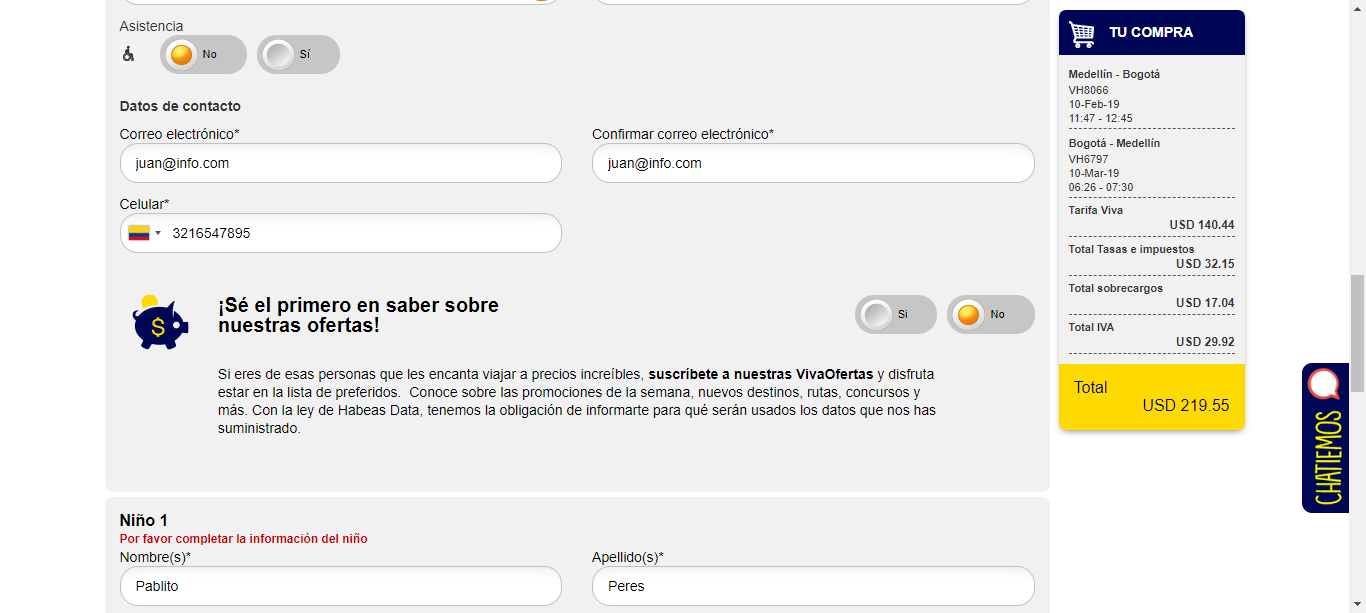 Asistencia
No
Sí
Datos de contacto
Correo electrónico*
Confirmar correo electrónico*
juan@info.com
juan@info.com
Celular*
3216547895
$
¡Sé el primero en saber sobre
nuestras ofertas!
Si
No
Si eres de esas personas que les encanta viajar a precios increíbles, suscríbete a nuestras VivaOfertas y disfruta
estar en la lista de preferidos. Conoce sobre las promociones de la semana, nuevos destinos, rutas, concursos y
más. Con la ley de Habeas Data, tenemos la obligación de informarte para qué serán usados los datos que nos has
suministrado.
Niño 1
Por favor completar la información del niño
Nombre(s)*
Apellido(s)*
Pablito
Peres
TU COMPRA
Medellín - Bogotá
VH8066
10-Feb-19
11:47 - 12:45
Bogotá - Medellín
VH6797
10-Mar-19
06:26 - 07:30
Tarifa Viva
USD 140.44
Total Tasas e impuestos
USD 32.15
Total sobrecargos
USD 17.04
Total IVA
USD 29.92
Total
USD 219.55
CHATIEMOS